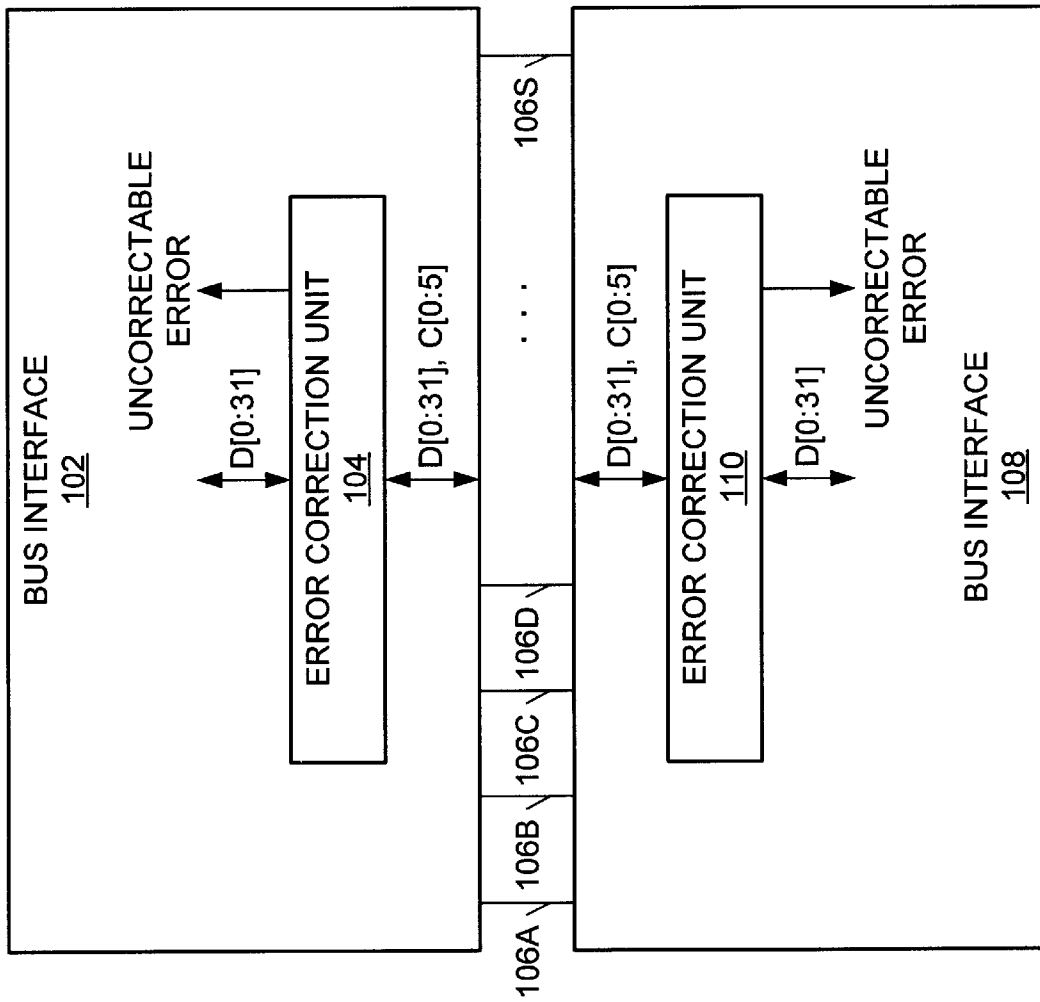 BUS INTERFACE
102
UNCORRECTABLE
ERROR
D[0:31]
ERROR CORRECTION UNIT
104
D[0:31], C[0:5]
106A
106B
106C
106D
. . .
106S
D[0:31], C[0:5]
ERROR CORRECTION UNIT
110
D[0:31]
UNCORRECTABLE
ERROR
BUS INTERFACE
108